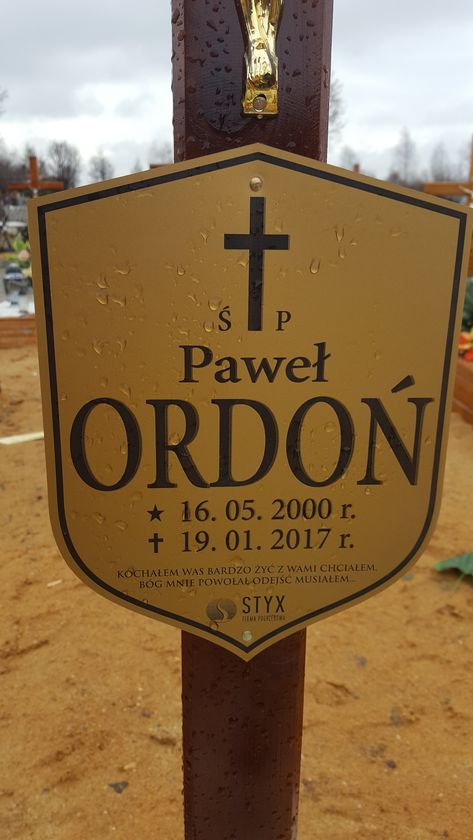 Ś P
Paweł
ORDOŃ
★ 16. 05. 2000 r.
✝ 19. 01. 2017 r.
KOCHAŁEM WAS BARDZO ŻYĆ Z WAMI CHCIAŁEM,
BÓG MNIE POWOŁAŁ ODEJŚĆ MUSIAŁEM...
STYX
FIRMA POGRZEBOWA